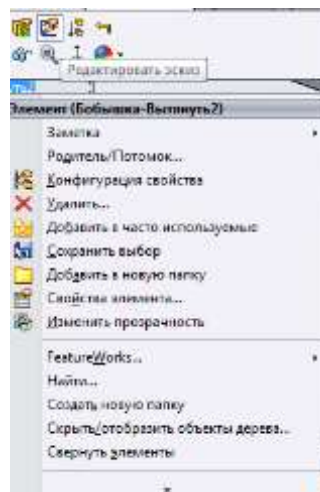 Редактировать эскиз
Элемент (Бобышка-Вытянуть2)
Заметка
Родитель/Потомок...
Конфигурация свойства
Удалить...
Добавить в часто используемые
Сохранить выбор
Добавить в новую папку
Свойства элемента...
Изменить прозрачность
FeatureWorks...
Найти...
Создать новую папку
Скрыть/отобразить объекты дерева...
Свернуть элементы